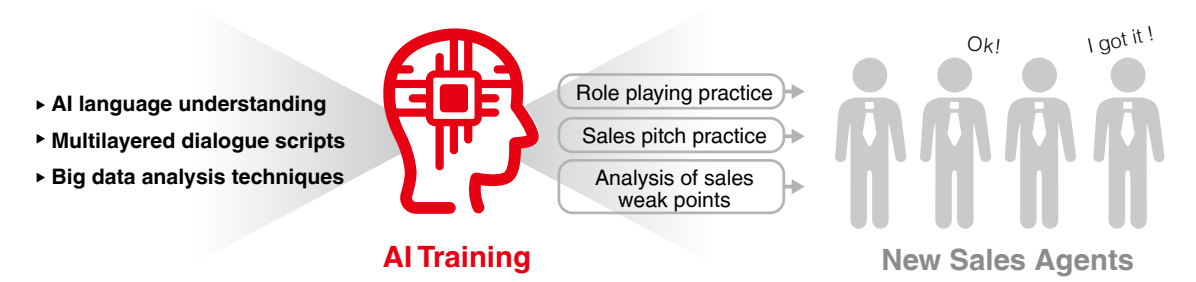 ▸ AI language understanding
▸ Multilayered dialogue scripts
▸ Big data analysis techniques
AI Training
Role playing practice
Sales pitch practice
Analysis of sales
weak points
Ok!
I got it !
New Sales Agents